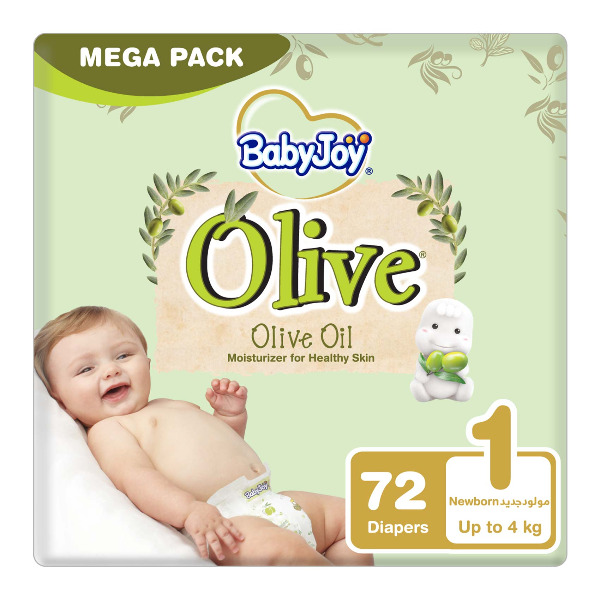 MEGA PACK
BabyJoy®
Olive®
Olive Oil
Moisturizer for Healthy Skin
BabyJoy
72
Diapers
1
Newborn مولود جديد
Up to 4 kg